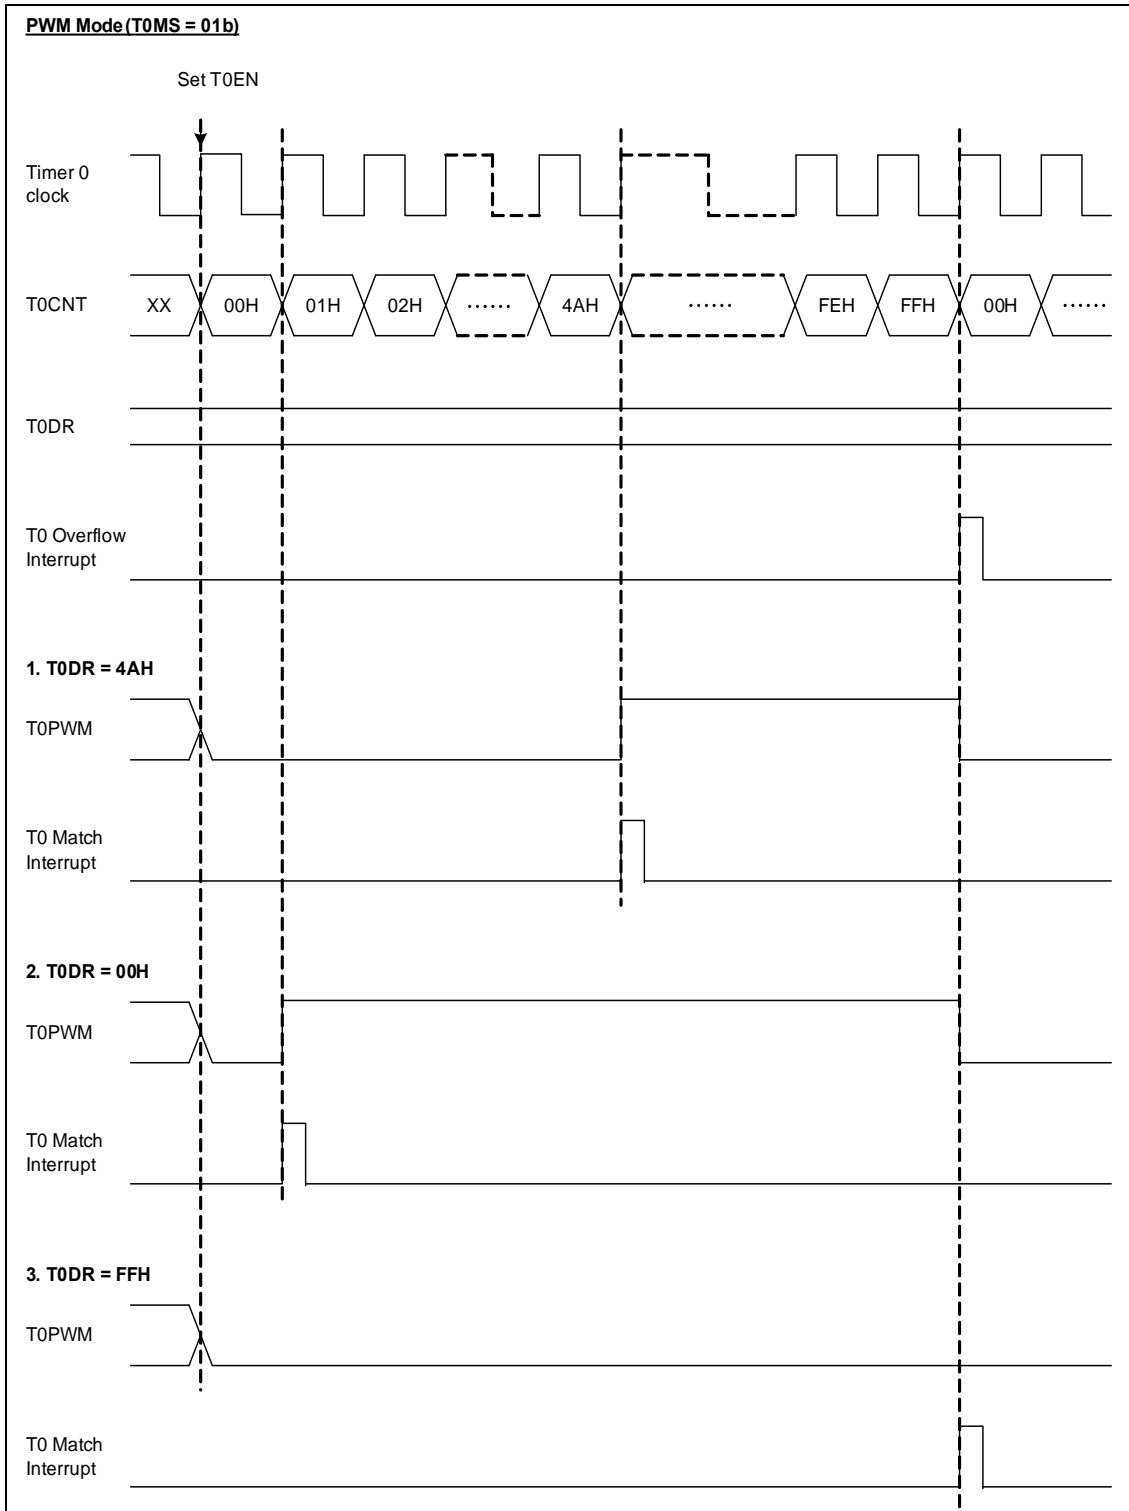 PWM Mode (T0MS = 01b)
Set T0EN
Timer 0
clock
T0CNT
XX 00H 01H 02H ...... 4AH ...... FEH FFH 00H ......
T0DR
T0 Overflow
Interrupt
1. T0DR = 4AH
T0PWM
T0 Match
Interrupt
2. T0DR = 00H
T0PWM
T0 Match
Interrupt
3. T0DR = FFH
T0PWM
T0 Match
Interrupt